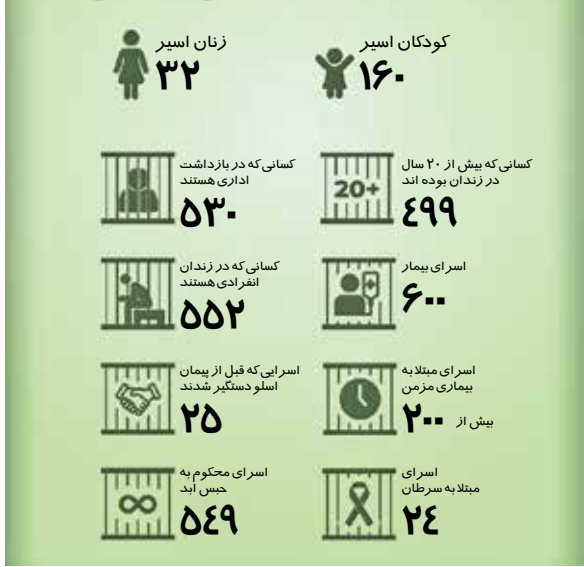 کودکان اسیر
۱۶۰
زنان اسیر
۳۲
کسانی که بیش از ۲۰ سال
در زندان بوده اند
20+
٤۹۹
کسانی که در بازداشت
اداری هستند
۵۳۰
اسرای بیمار
۶۰۰
کسانی که در زندان
انفرادی هستند
۵۵۲
اسرای مبتلا به
بیماری مزمن
بیش از ۲۰۰
اسرایی که قبل از پیمان
اسلو دستگیر شدند
۲۵
اسرای
مبتلا به سرطان
۲٤
اسرای محکوم به
حبس ابد
۵٤۹